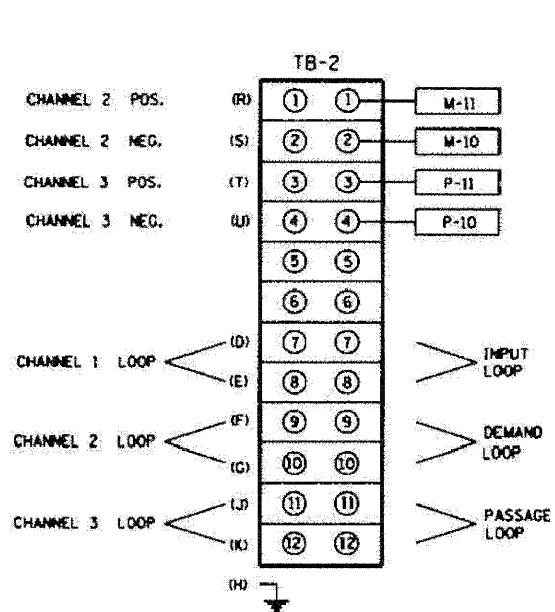 TB-2
CHANNEL 2 POS. (R) 1 1 M-11
CHANNEL 2 NEG. (S) 2 2 M-10
CHANNEL 3 POS. (T) 3 3 P-11
CHANNEL 3 NEG. (U) 4 4 P-10
5 5
6 6
(D) 7 7
CHANNEL 1 LOOP
INPUT
LOOP
(E) 8 8
(F) 9 9
CHANNEL 2 LOOP
DEMAND
LOOP
(G) 10 10
(J) 11 11
CHANNEL 3 LOOP
PASSAGE
LOOP
(K) 12 12
(H)